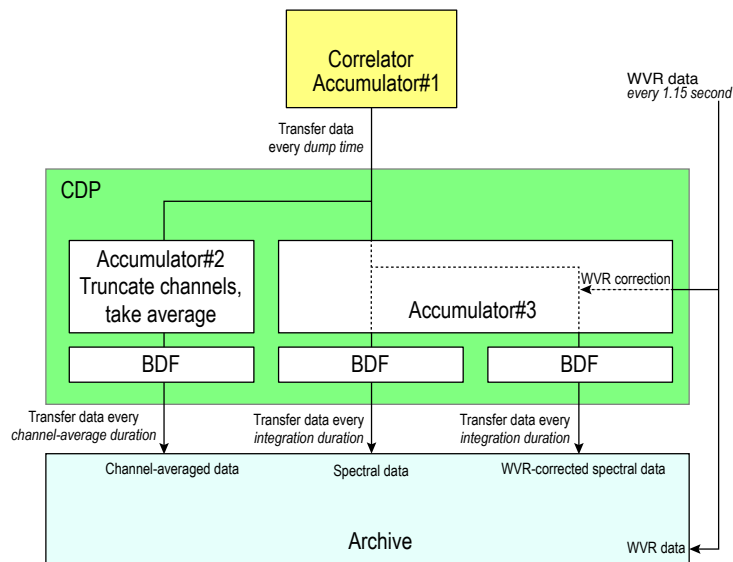 Correlator
Accumulator#1
WVR data
every 1.15 second
Transfer data
every dump time
CDP
Accumulator#2
Truncate channels,
take average
WVR correction
Accumulator#3
BDF
BDF
BDF
Transfer data every
channel-average duration
Transfer data every
integration duration
Transfer data every
integration duration
Channel-averaged data
Spectral data
WVR-corrected spectral data
Archive
WVR data